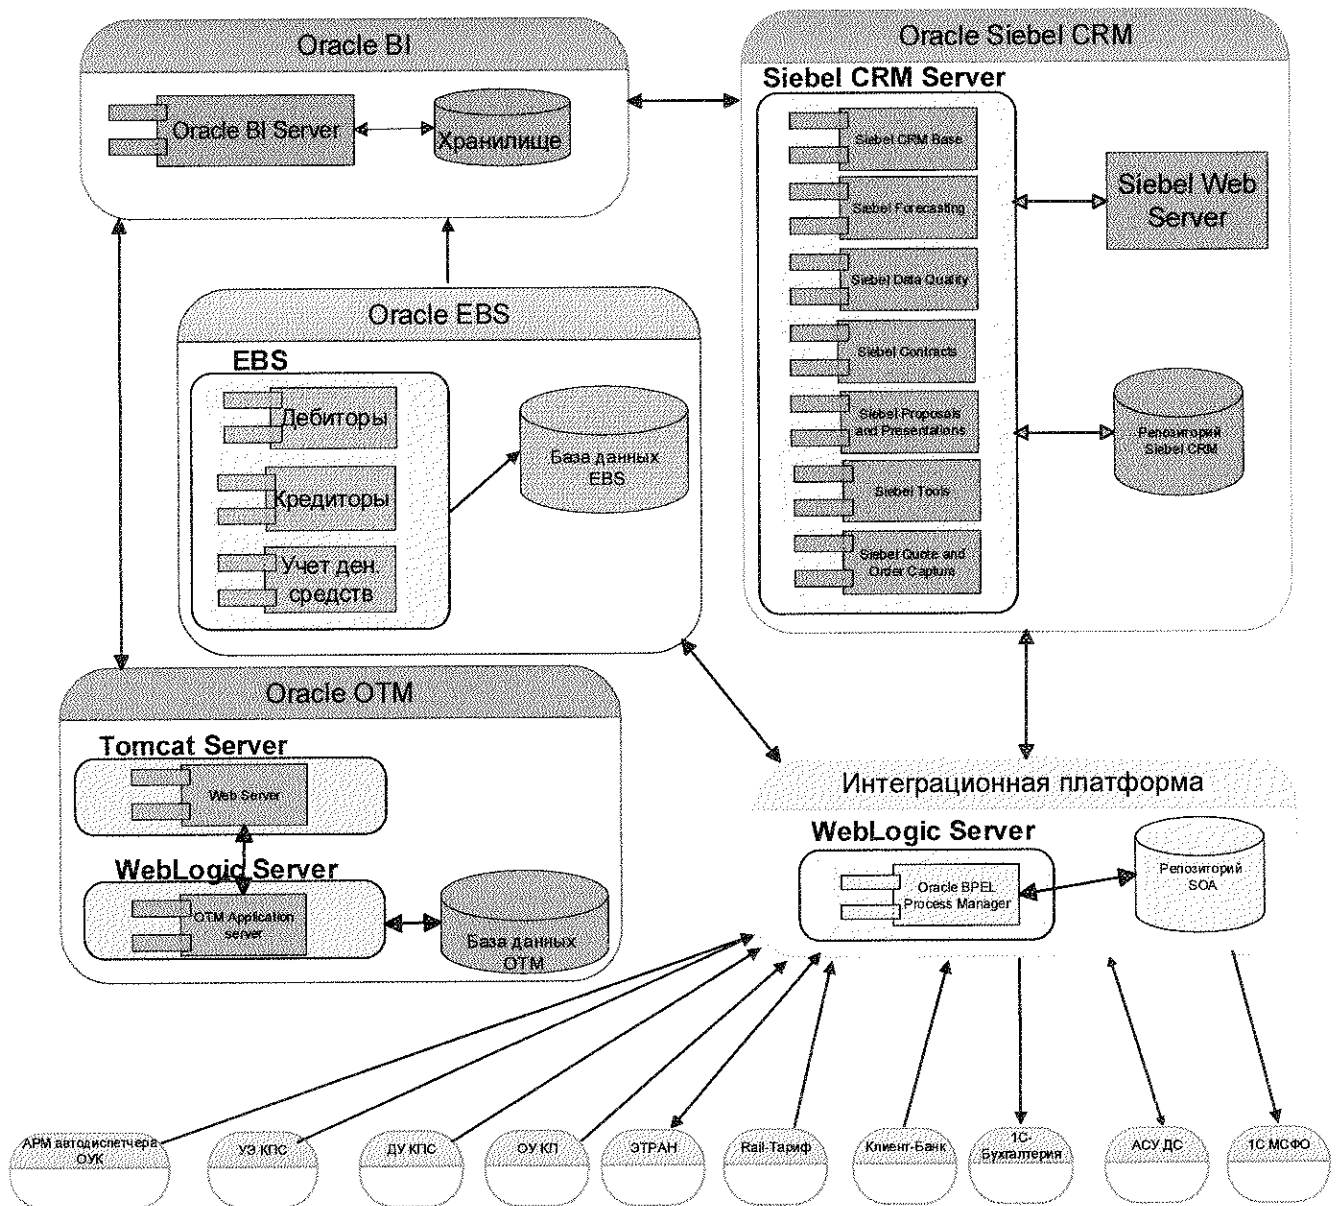 Oracle BI
Oracle BI Server
Хранилище
Oracle Siebel CRM
Siebel CRM Server
Siebel CRM Base
Siebel Forecasting
Siebel Data Quality
Siebel Contracts
Siebel Proposals
and Presentations
Siebel Tools
Siebel Quote and
Order Capture
Siebel Web
Server
Репозиторий
Siebel CRM
Oracle EBS
EBS
Дебиторы
Кредиторы
Учет ден.
средств
База данных
EBS
Oracle OTM
Tomcat Server
Web Server
WebLogic Server
OTM Application
server
База данных
OTM
Интеграционная платформа
WebLogic Server
Oracle BPEL
Process Manager
Репозиторий
SOA
АРМ автодиспетчера
ОУК
УЭ КПС
ДУ КПС
ОУ КП
ЭТРАН
Rail-Тариф
Клиент-Банк
1С-
Бухгалтерия
АСУ ДС
1С МСФО